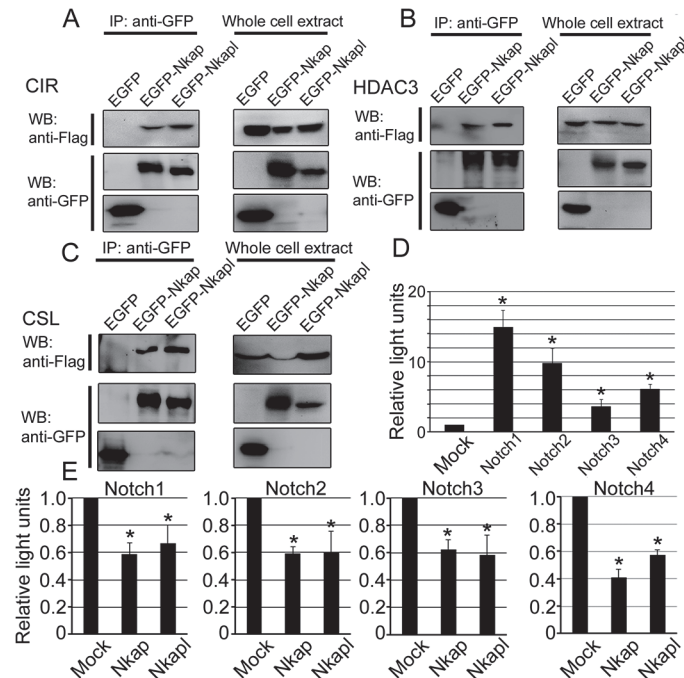 A
IP: anti-GFP
Whole cell extract
CIR
EGFP
EGFP-Nkap
EGFP-Nkapl
EGFP
EGFP-Nkap
EGFP-Nkapl
WB:
anti-Flag
WB:
anti-GFP
B
IP: anti-GFP
Whole cell extract
HDAC3
EGFP
EGFP-Nkap
EGFP-Nkapl
EGFP
EGFP-Nkap
EGFP-Nkapl
WB:
anti-Flag
WB:
anti-GFP
C
IP: anti-GFP
Whole cell extract
CSL
EGFP
EGFP-Nkap
EGFP-Nkapl
EGFP
EGFP-Nkap
EGFP-Nkapl
WB:
anti-Flag
WB:
anti-GFP
D
Relative light units
20
10
0
* * * *
Mock Notch1 Notch2 Notch3 Notch4
E
Relative light units
Notch1
1.0
0.8
0.6
0.4
0.2
0
* *
Mock Nkap Nkapl
Notch2
1.0
0.8
0.6
0.4
0.2
0
* *
Mock Nkap Nkapl
Notch3
1.0
0.8
0.6
0.4
0.2
0
* *
Mock Nkap Nkapl
Notch4
1.0
0.8
0.6
0.4
0.2
0
* *
Mock Nkap Nkapl